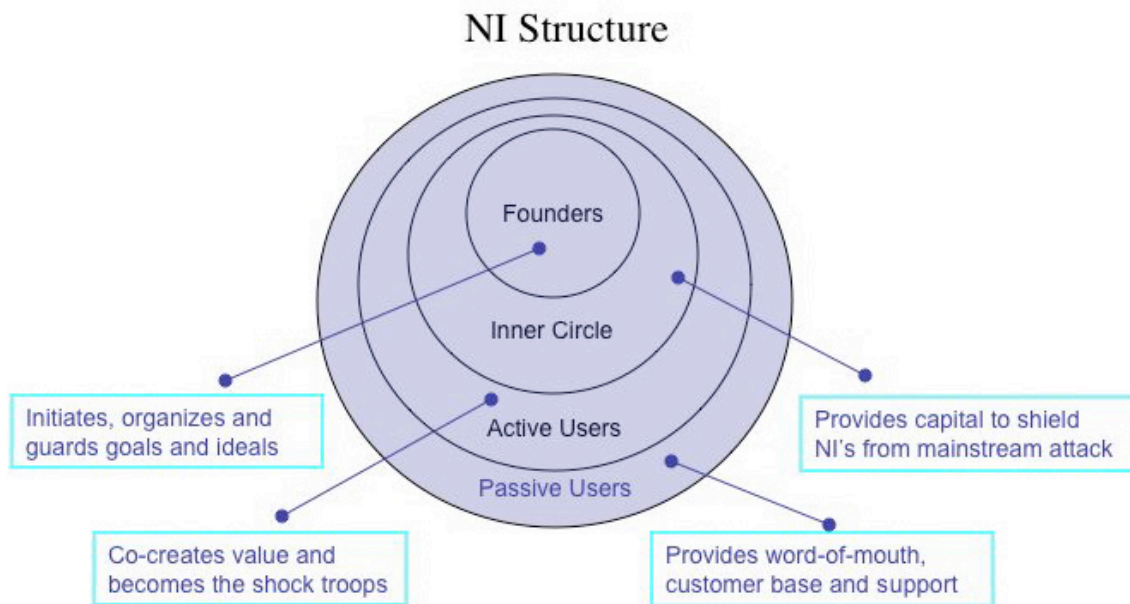 NI Structure
Founders
Inner Circle
Active Users
Passive Users
Initiates, organizes and
guards goals and ideals
Provides capital to shield
NI's from mainstream attack
Co-creates value and
becomes the shock troops
Provides word-of-mouth,
customer base and support